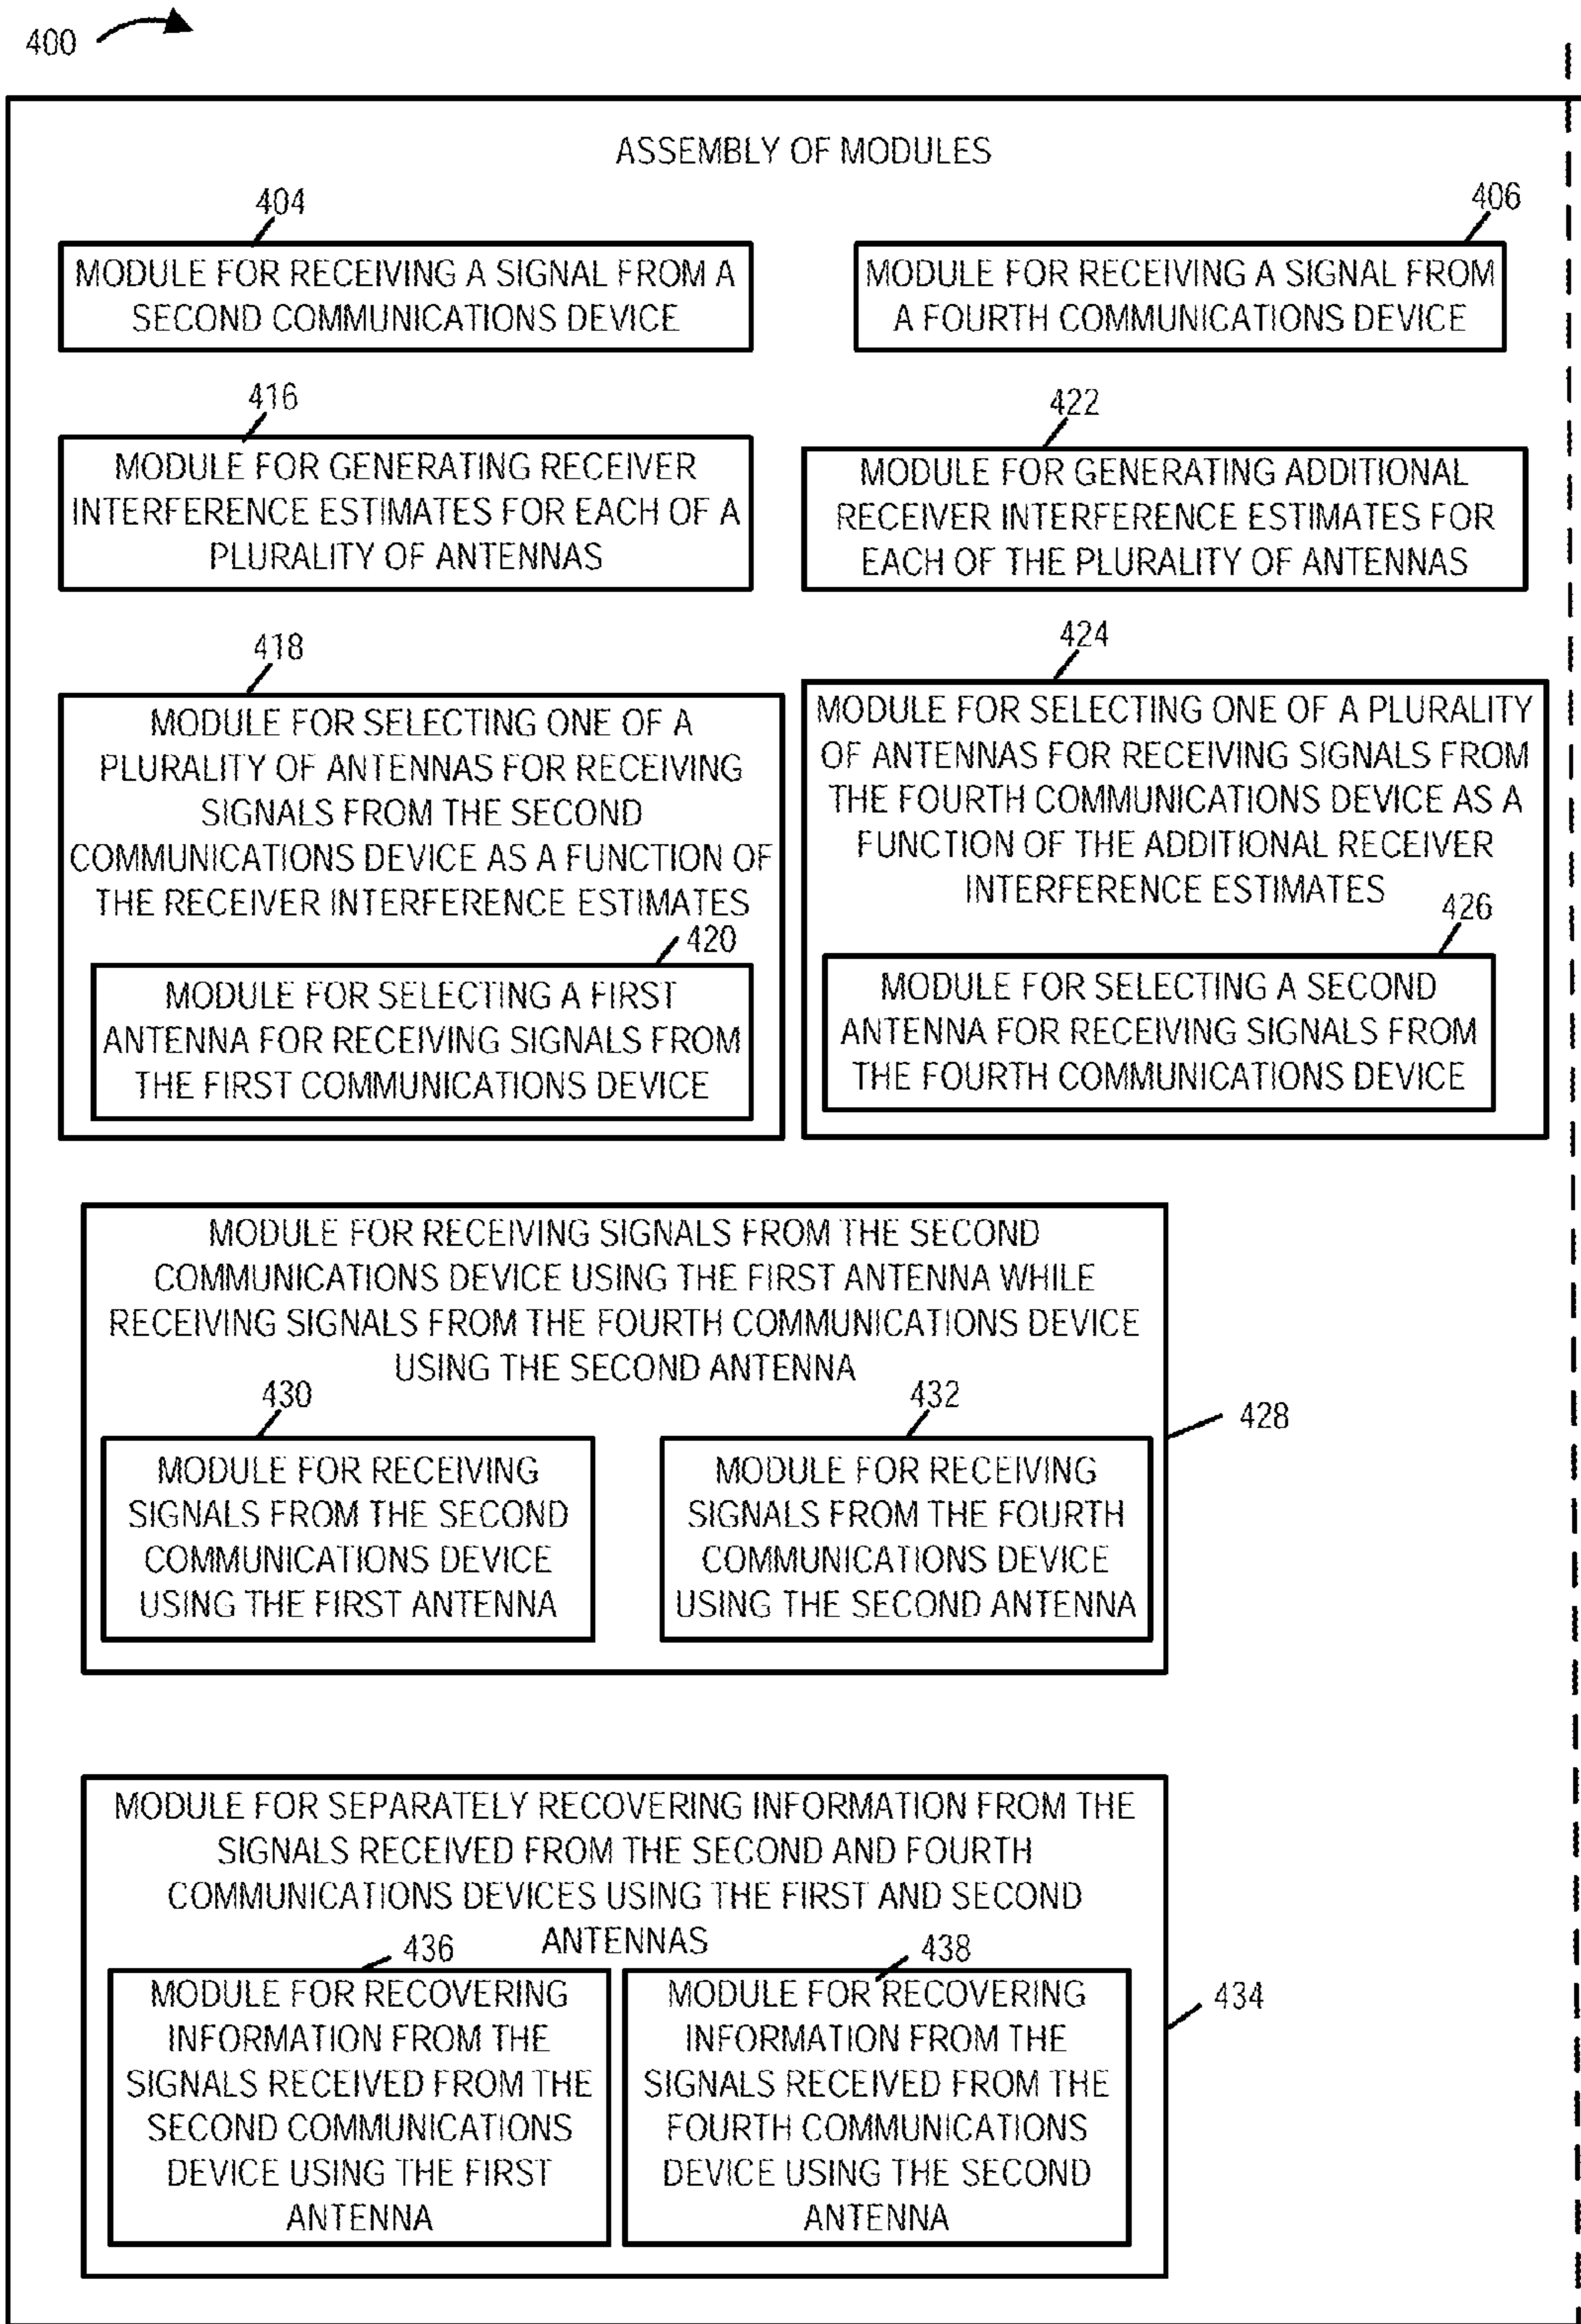 400
ASSEMBLY OF MODULES
404
MODULE FOR RECEIVING A SIGNAL FROM A
SECOND COMMUNICATIONS DEVICE
406
MODULE FOR RECEIVING A SIGNAL FROM
A FOURTH COMMUNICATIONS DEVICE
416
MODULE FOR GENERATING RECEIVER
INTERFERENCE ESTIMATES FOR EACH OF A
PLURALITY OF ANTENNAS
422
MODULE FOR GENERATING ADDITIONAL
RECEIVER INTERFERENCE ESTIMATES FOR
EACH OF THE PLURALITY OF ANTENNAS
418
MODULE FOR SELECTING ONE OF A
PLURALITY OF ANTENNAS FOR RECEIVING
SIGNALS FROM THE SECOND
COMMUNICATIONS DEVICE AS A FUNCTION OF
THE RECEIVER INTERFERENCE ESTIMATES
420
MODULE FOR SELECTING A FIRST
ANTENNA FOR RECEIVING SIGNALS FROM
THE FIRST COMMUNICATIONS DEVICE
424
MODULE FOR SELECTING ONE OF A PLURALITY
OF ANTENNAS FOR RECEIVING SIGNALS FROM
THE FOURTH COMMUNICATIONS DEVICE AS A
FUNCTION OF THE ADDITIONAL RECEIVER
INTERFERENCE ESTIMATES
426
MODULE FOR SELECTING A SECOND
ANTENNA FOR RECEIVING SIGNALS FROM
THE FOURTH COMMUNICATIONS DEVICE
MODULE FOR RECEIVING SIGNALS FROM THE SECOND
COMMUNICATIONS DEVICE USING THE FIRST ANTENNA WHILE
RECEIVING SIGNALS FROM THE FOURTH COMMUNICATIONS DEVICE
USING THE SECOND ANTENNA
428
430
MODULE FOR RECEIVING
SIGNALS FROM THE SECOND
COMMUNICATIONS DEVICE
USING THE FIRST ANTENNA
432
MODULE FOR RECEIVING
SIGNALS FROM THE FOURTH
COMMUNICATIONS DEVICE
USING THE SECOND ANTENNA
MODULE FOR SEPARATELY RECOVERING INFORMATION FROM THE
SIGNALS RECEIVED FROM THE SECOND AND FOURTH
COMMUNICATIONS DEVICES USING THE FIRST AND SECOND
ANTENNAS
434
436
MODULE FOR RECOVERING
INFORMATION FROM THE
SIGNALS RECEIVED FROM THE
SECOND COMMUNICATIONS
DEVICE USING THE FIRST
ANTENNA
438
MODULE FOR RECOVERING
INFORMATION FROM THE
SIGNALS RECEIVED FROM THE
FOURTH COMMUNICATIONS
DEVICE USING THE SECOND
ANTENNA